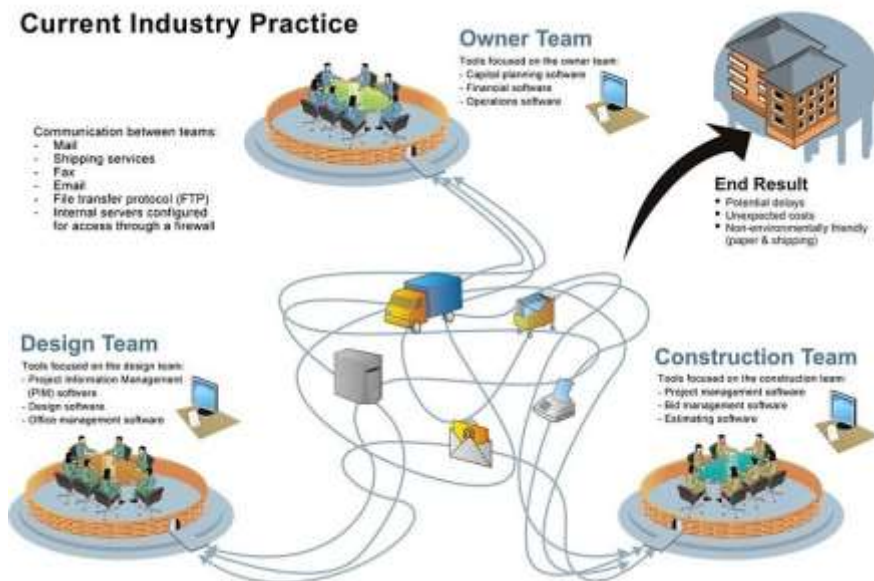 Current Industry Practice
Owner Team
Tools focused on the owner team:
- Capital planning software
- Financial software
- Operations software
Communication between teams:
- Mail
- Shipping services
- Fax
- Email
- File transfer protocol (FTP)
- Internal servers configured
for access through a firewall
End Result
• Potential delays
• Unexpected costs
• Non-environmentally friendly
(paper & shipping)
Design Team
Tools focused on the design team:
- Project Information Management
(PIM) software
- Design software
- Office management software
Construction Team
Tools focused on the construction team:
- Project management software
- Bid management software
- Estimating software